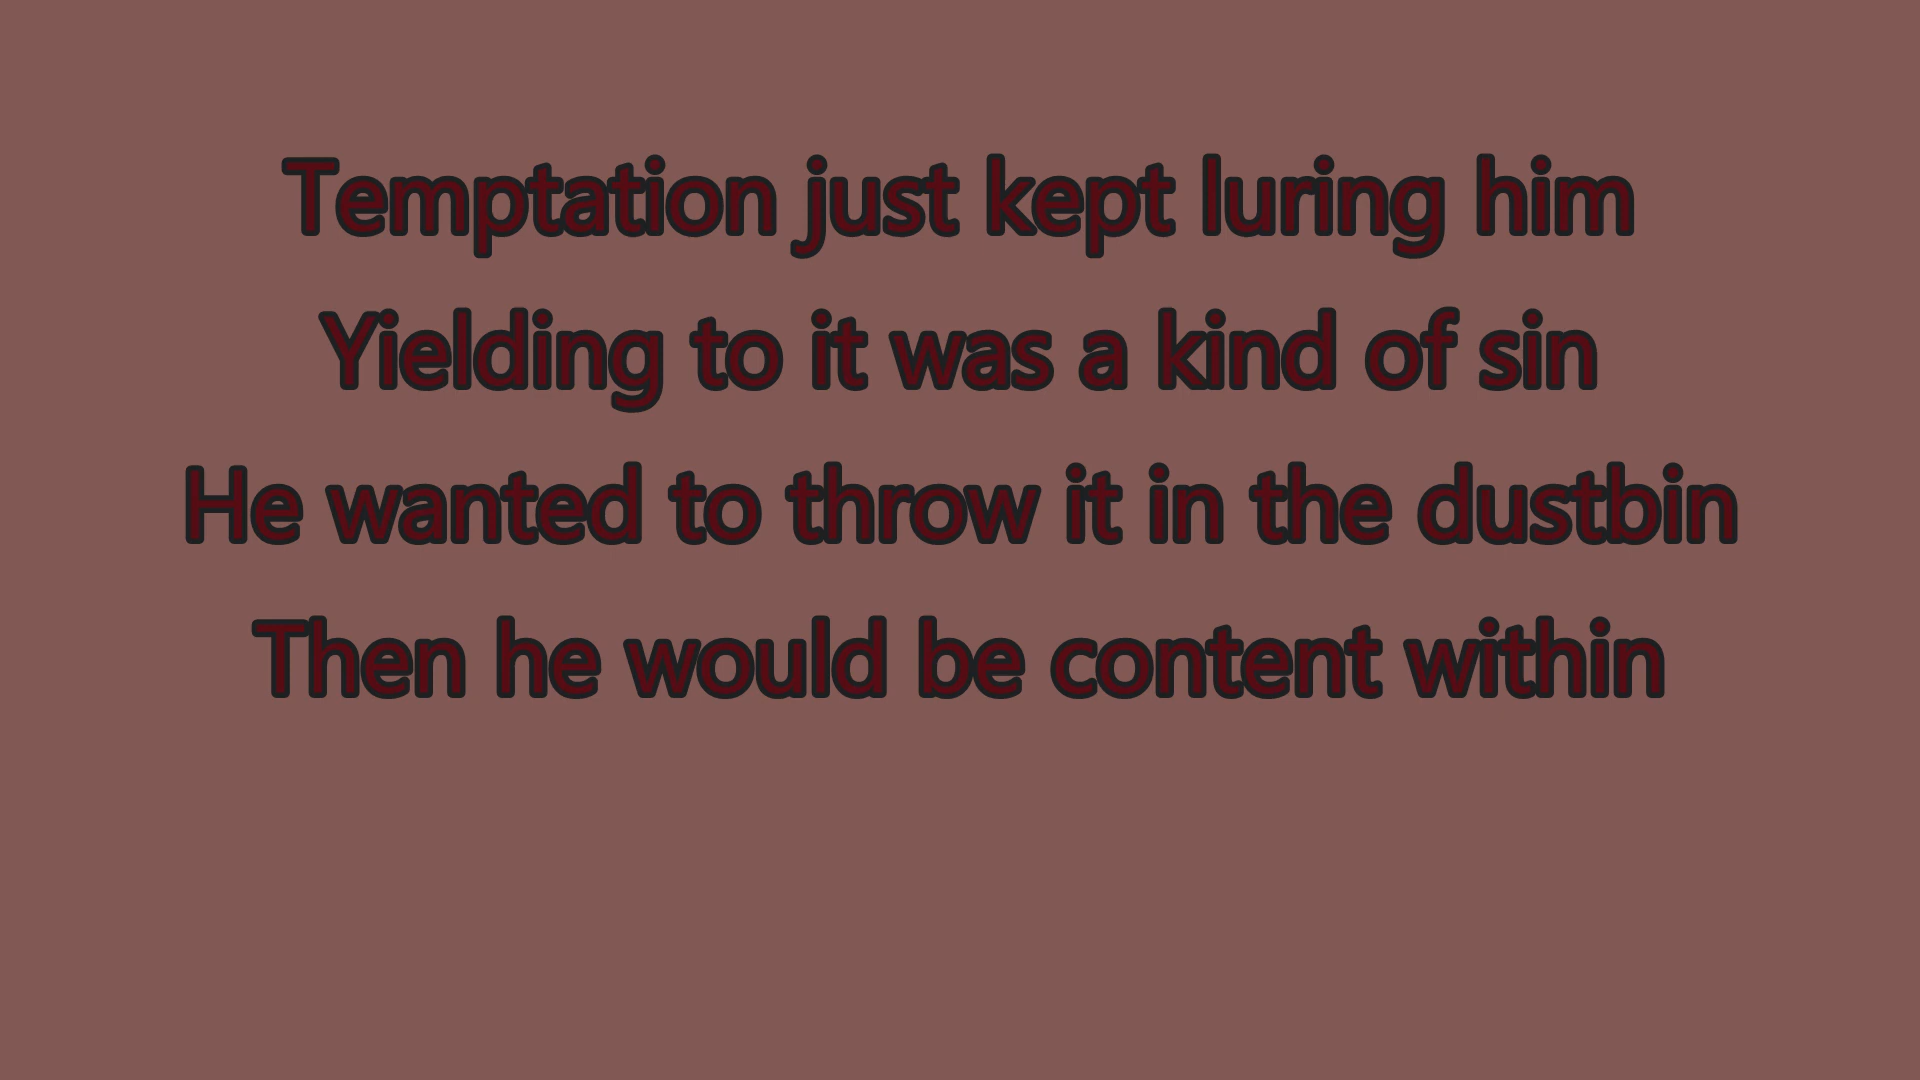 Temptation just kept luring him
Yielding to it was a kind of sin
He wanted to throw it in the dustbin
Then he would be content within